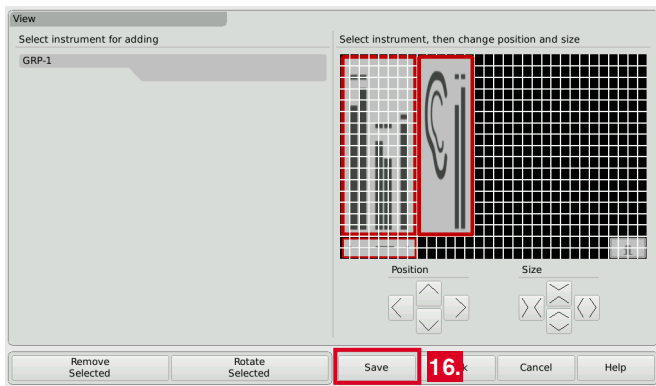 View
Select instrument for adding
GRP-1
Select instrument, then change position and size
Position
Size
Remove
Selected
Rotate
Selected
Save
16.
k
Cancel
Help